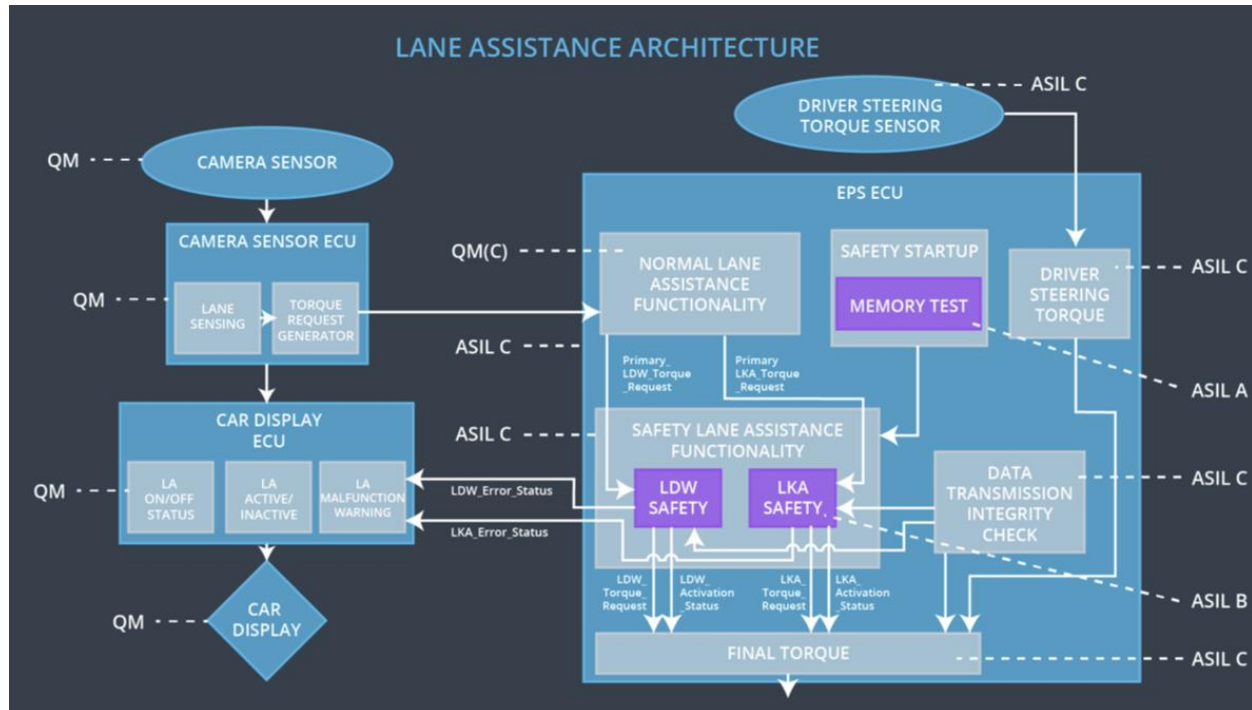 LANE ASSISTANCE ARCHITECTURE
ASIL C
DRIVER STEERING
TORQUE SENSOR
QM
CAMERA SENSOR
EPS ECU
CAMERA SENSOR ECU
QM(C)
NORMAL LANE
ASSISTANCE
FUNCTIONALITY
SAFETY STARTUP
MEMORY TEST
DRIVER
STEERING
TORQUE
ASIL C
QM
LANE
SENSING
TORQUE
REQUEST
GENERATOR
ASIL C
Primary_
LDW_Torque
_Request
Primary
LKA_Torque
_Request
ASIL A
CAR DISPLAY
ECU
ASIL C
SAFETY LANE ASSISTANCE
FUNCTIONALITY
QM
LA
ON/OFF
STATUS
LA
ACTIVE/
INACTIVE
LA
MALFUNCTION
WARNING
LDW_Error_Status
LKA_Error_Status
LDW
SAFETY
LKA
SAFETY
DATA
TRANSMISSION
INTEGRITY
CHECK
ASIL C
LDW_
Torque_
Request
LDW_
Activation
_Status
LKA_
Torque_
Request
LKA_
Activation
_Status
ASIL B
QM
CAR
DISPLAY
FINAL TORQUE
ASIL C